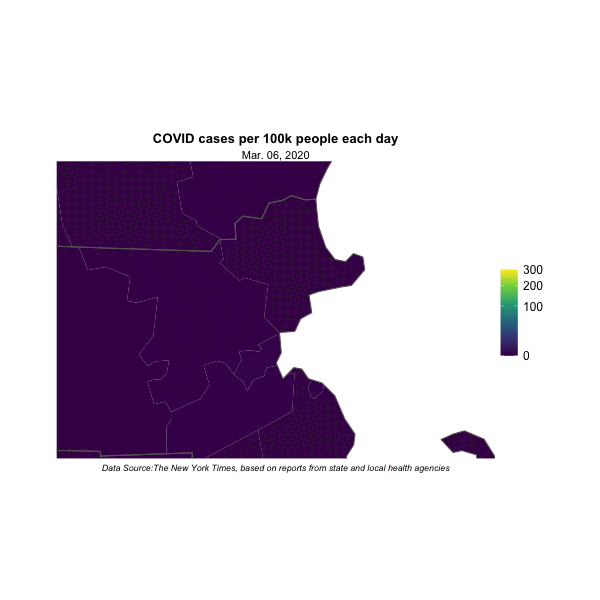 COVID cases per 100k people each day
Mar. 06, 2020
300
200
100
0
Data Source:The New York Times, based on reports from state and local health agencies